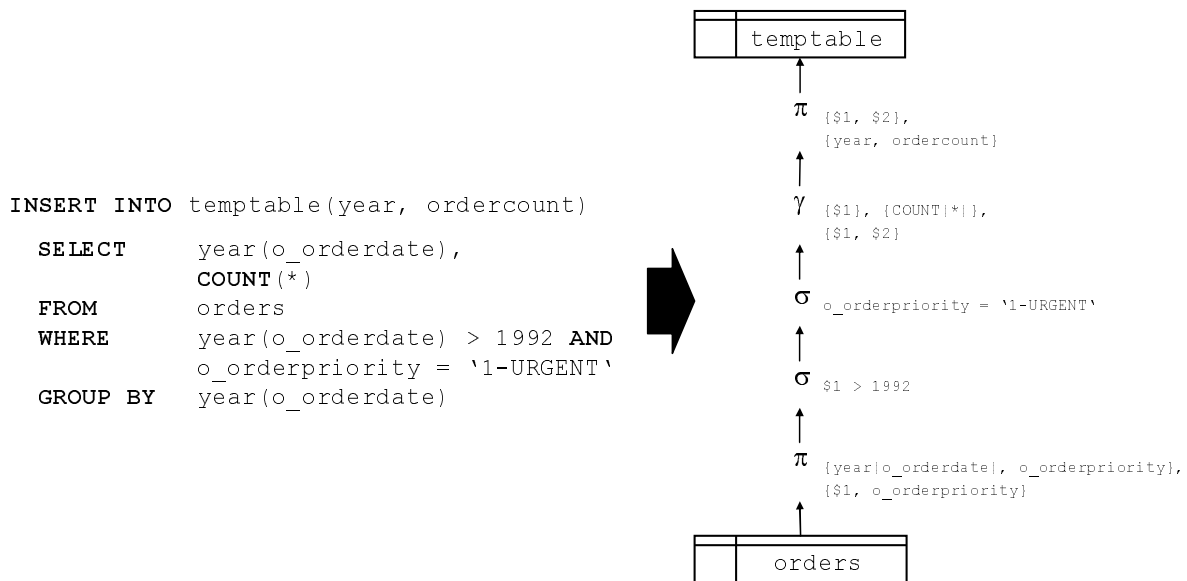 INSERT INTO temptable(year, ordercount)
SELECT year(o_orderdate),
COUNT(*)
FROM orders
WHERE year(o_orderdate) > 1992 AND
o_orderpriority = ‘1-URGENT‘
GROUP BY year(o_orderdate)
temptable
π {$1, $2},
{year, ordercount}
γ {$1}, {COUNT|*|},
{$1, $2}
σ o_orderpriority = ‘1-URGENT‘
σ $1 > 1992
π {year|o_orderdate|, o_orderpriority},
{$1, o_orderpriority}
orders